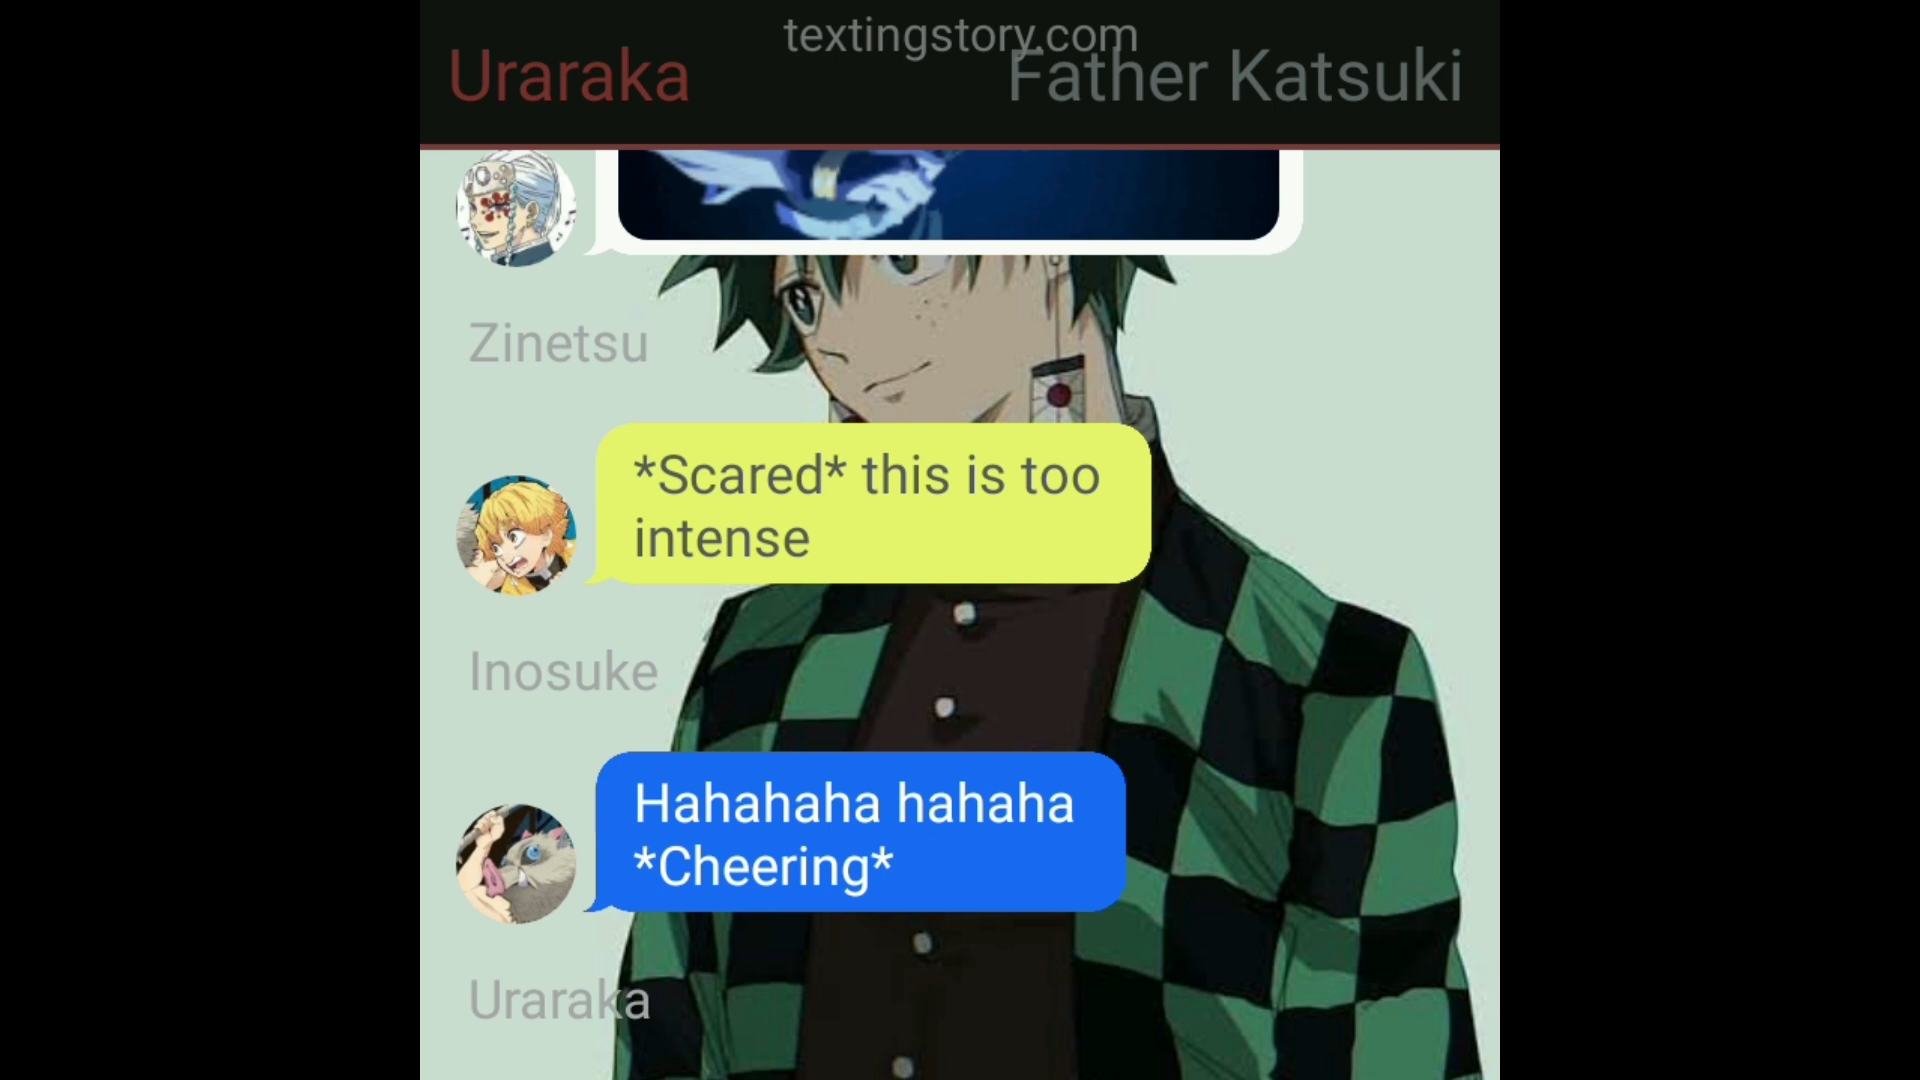 textingstory.com
Uraraka
Father Katsuki
Zinetsu
*Scared* this is too
intense
Inosuke
Hahahaha hahaha
*Cheering*
Uraraka